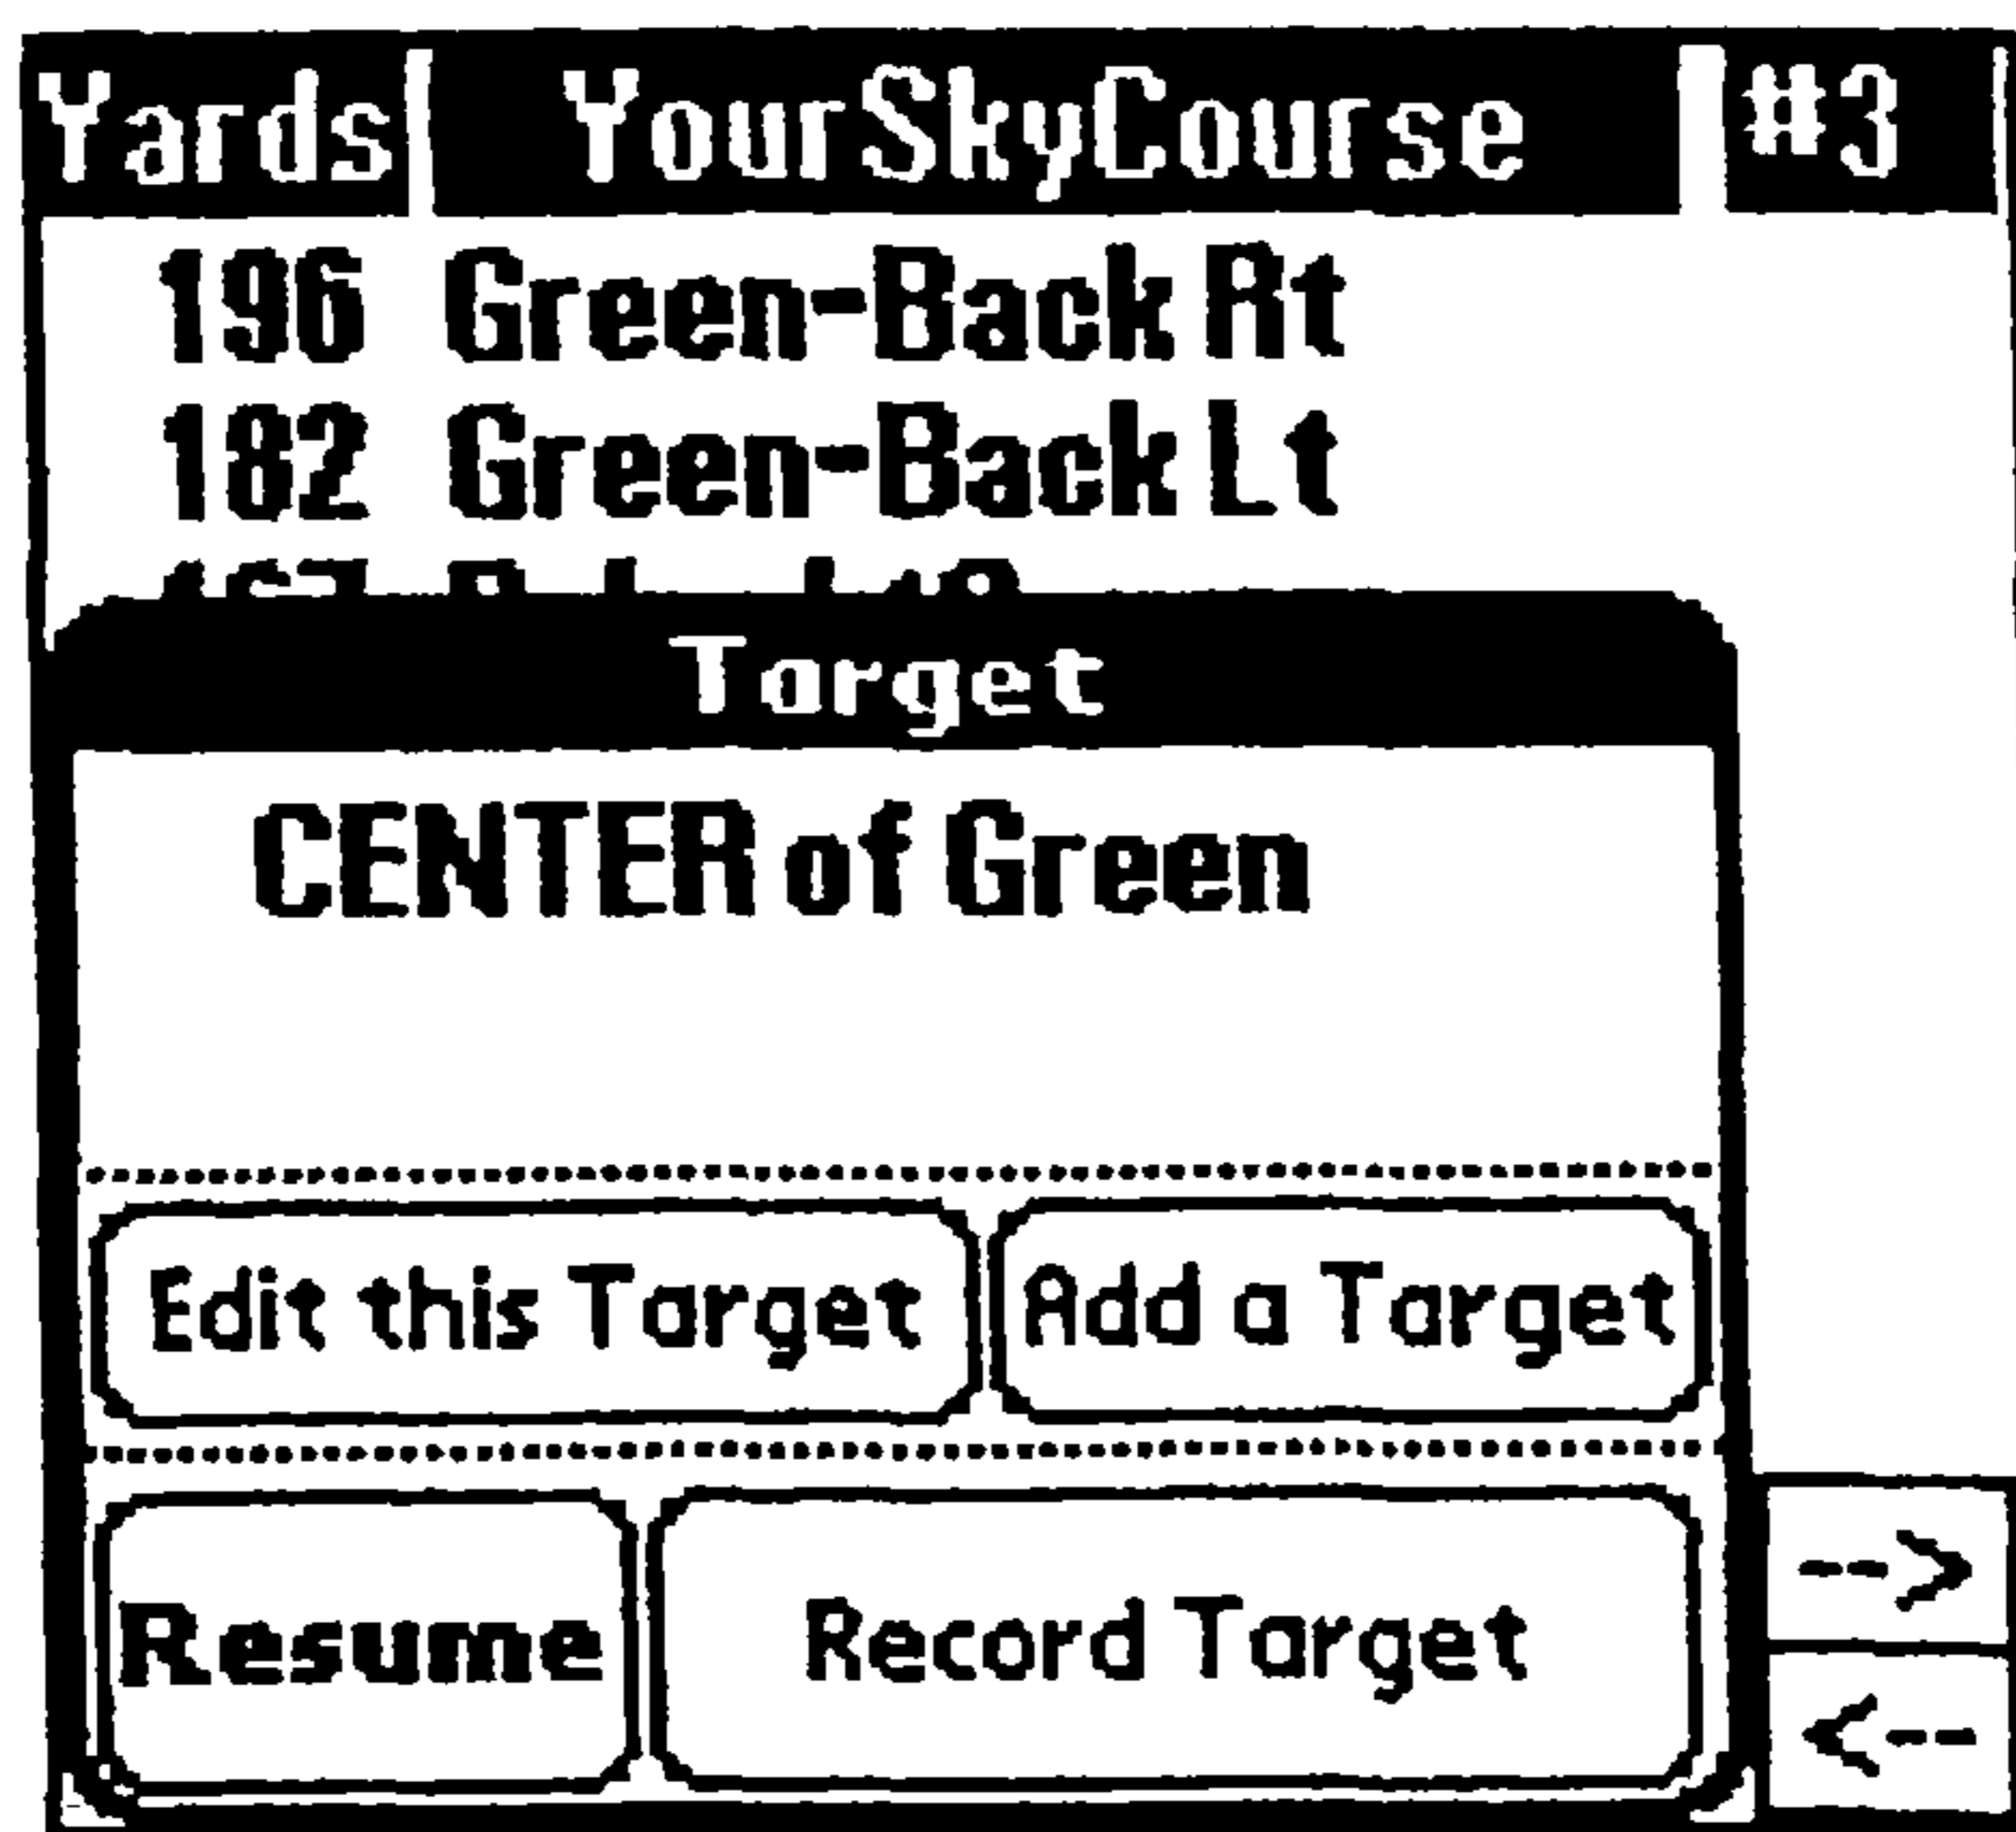 Yards YourSkyCourse #3
196 Green-Back Rt
182 Green-Back Lt
Target
CENTER of Green
Edit this Target Add a Target
Resume Record Target
-->
<--